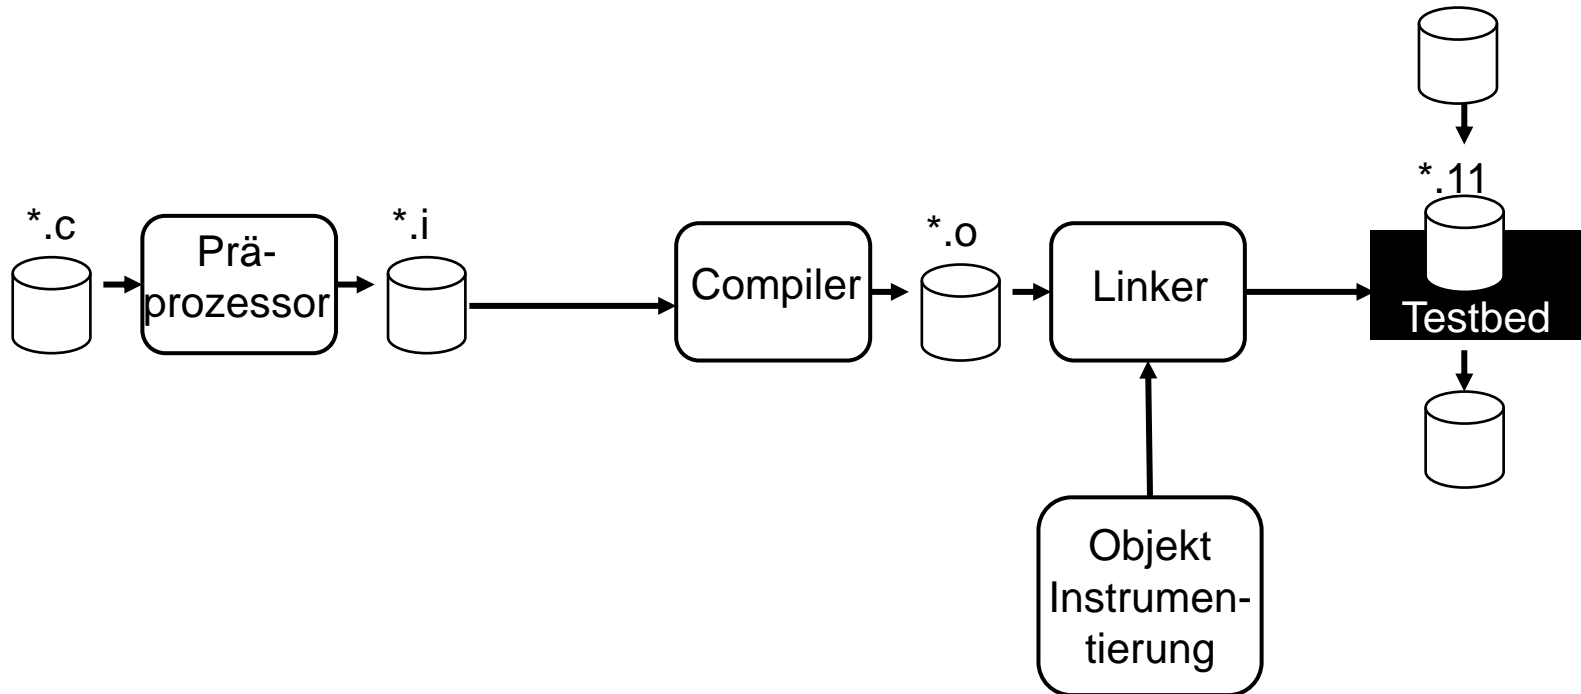 *.c
Prä-
prozessor
*.i
Compiler
*.o
Linker
*.11
Testbed
Objekt
Instrumen-
tierung